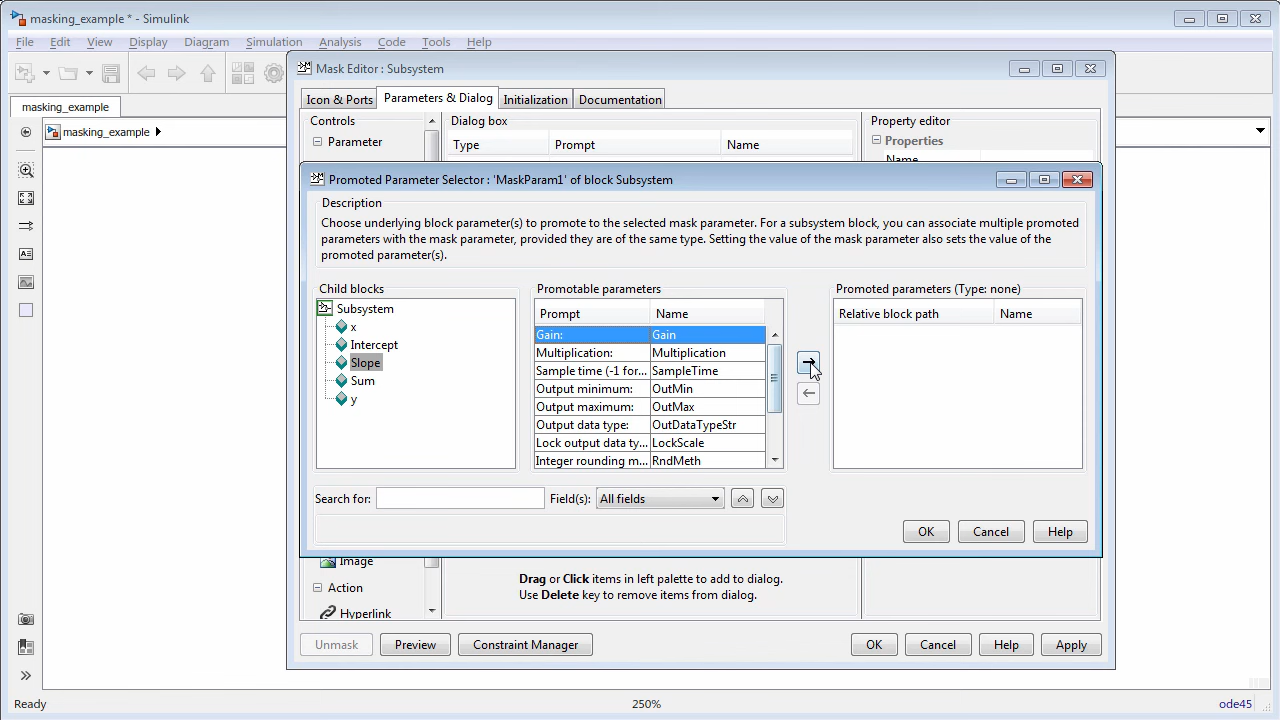 masking_example * - Simulink
File Edit View Display Diagram Simulation Analysis Code Tools Help
masking_example
masking_example
Mask Editor : Subsystem
Icon & Ports Parameters & Dialog Initialization Documentation
Controls Dialog box Property editor
Parameter Type Prompt Name Properties
Name
Promoted Parameter Selector : 'MaskParam1' of block Subsystem
Description
Choose underlying block parameter(s) to promote to the selected mask parameter. For a subsystem block, you can associate multiple promoted
parameters with the mask parameter, provided they are of the same type. Setting the value of the mask parameter also sets the value of the
promoted parameter(s).
Child blocks Promotable parameters Promoted parameters (Type: none)
Subsystem Prompt Name Relative block path Name
x Gain: Gain
Intercept Multiplication: Multiplication
Slope Sample time (-1 for... SampleTime
Sum Output minimum: OutMin
y Output maximum: OutMax
Output data type: OutDataTypeStr
Lock output data ty... LockScale
Integer rounding m... RndMeth
Search for: Field(s): All fields
OK Cancel Help
Image
Drag or Click items in left palette to add to dialog.
Action
Use Delete key to remove items from dialog.
Hyperlink
Unmask Preview Constraint Manager OK Cancel Help Apply
Ready 250% ode45